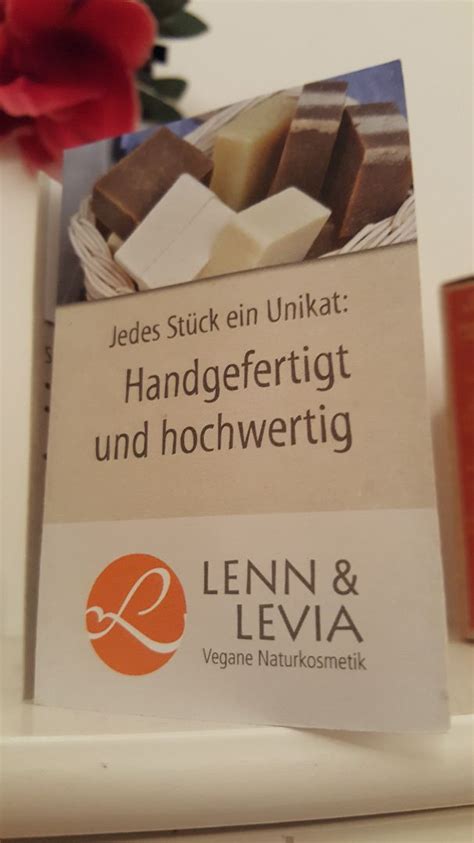 Jedes Stück ein Unikat:
Handgefertigt
und hochwertig
LENN &
LEVIA
Vegane Naturkosmetik